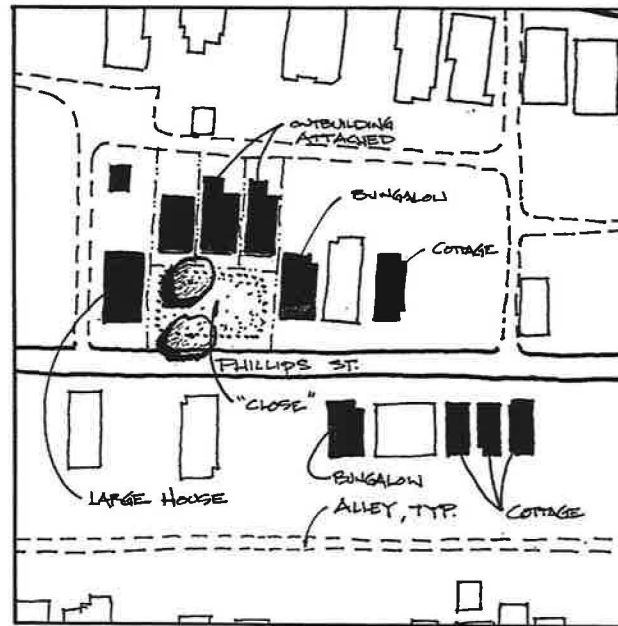 OUTBUILDING
ATTACHED
BUNGALOW
COTTAGE
PHILLIPS ST.
"CLOSE"
BUNGALOW
LARGE HOUSE
ALLEY, TYP.
COTTAGE